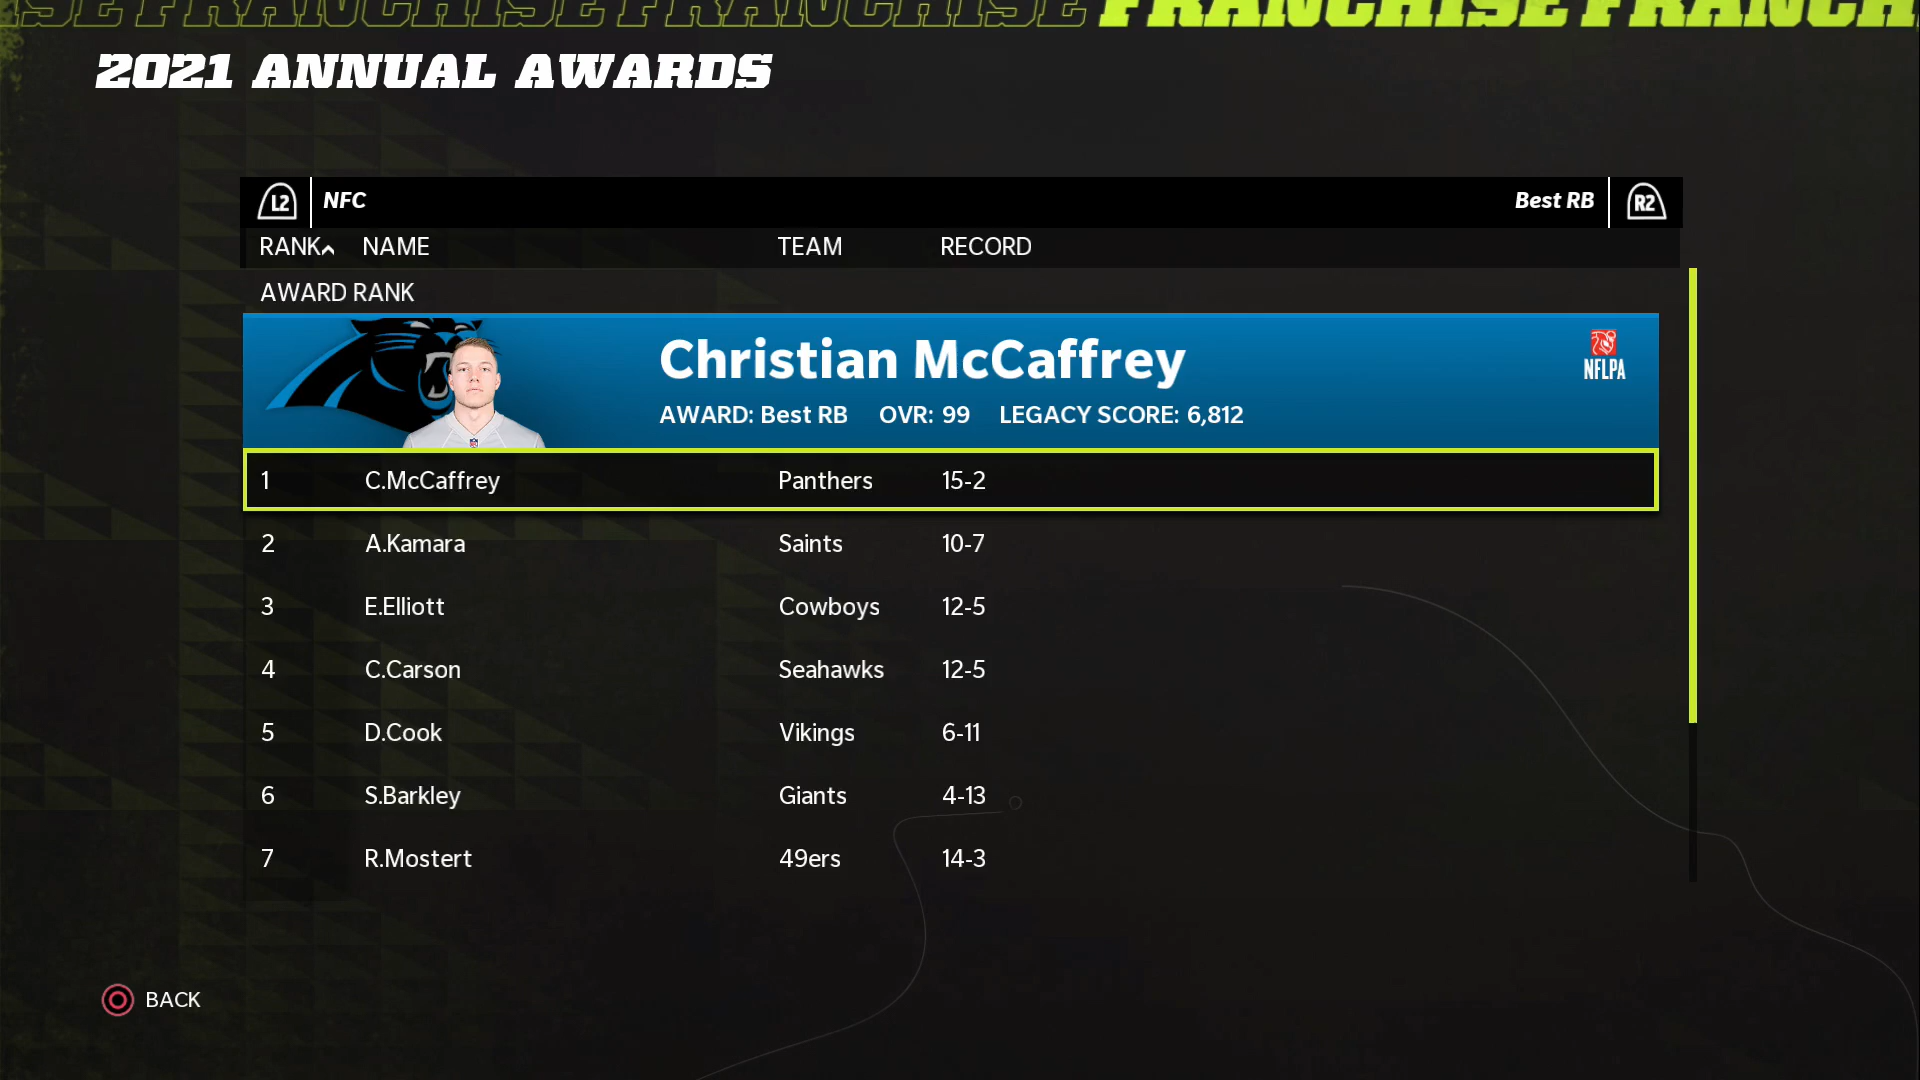 FRANCHISE FRANCHISE FRANCHISE FRANCH
2021 ANNUAL AWARDS
L2 NFC Best RB R2
RANK NAME TEAM RECORD
AWARD RANK
Christian McCaffrey
NFLPA
AWARD: Best RB OVR: 99 LEGACY SCORE: 6,812
1 C.McCaffrey Panthers 15-2
2 A.Kamara Saints 10-7
3 E.Elliott Cowboys 12-5
4 C.Carson Seahawks 12-5
5 D.Cook Vikings 6-11
6 S.Barkley Giants 4-13
7 R.Mostert 49ers 14-3
BACK